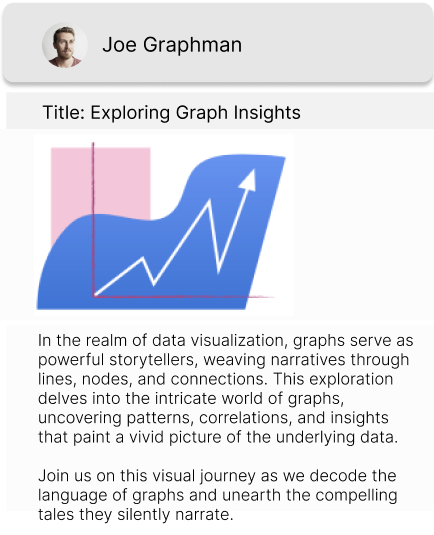 Joe Graphman
Title: Exploring Graph Insights
In the realm of data visualization, graphs serve as
powerful storytellers, weaving narratives through
lines, nodes, and connections. This exploration
delves into the intricate world of graphs,
uncovering patterns, correlations, and insights
that paint a vivid picture of the underlying data.
Join us on this visual journey as we decode the
language of graphs and unearth the compelling
tales they silently narrate.